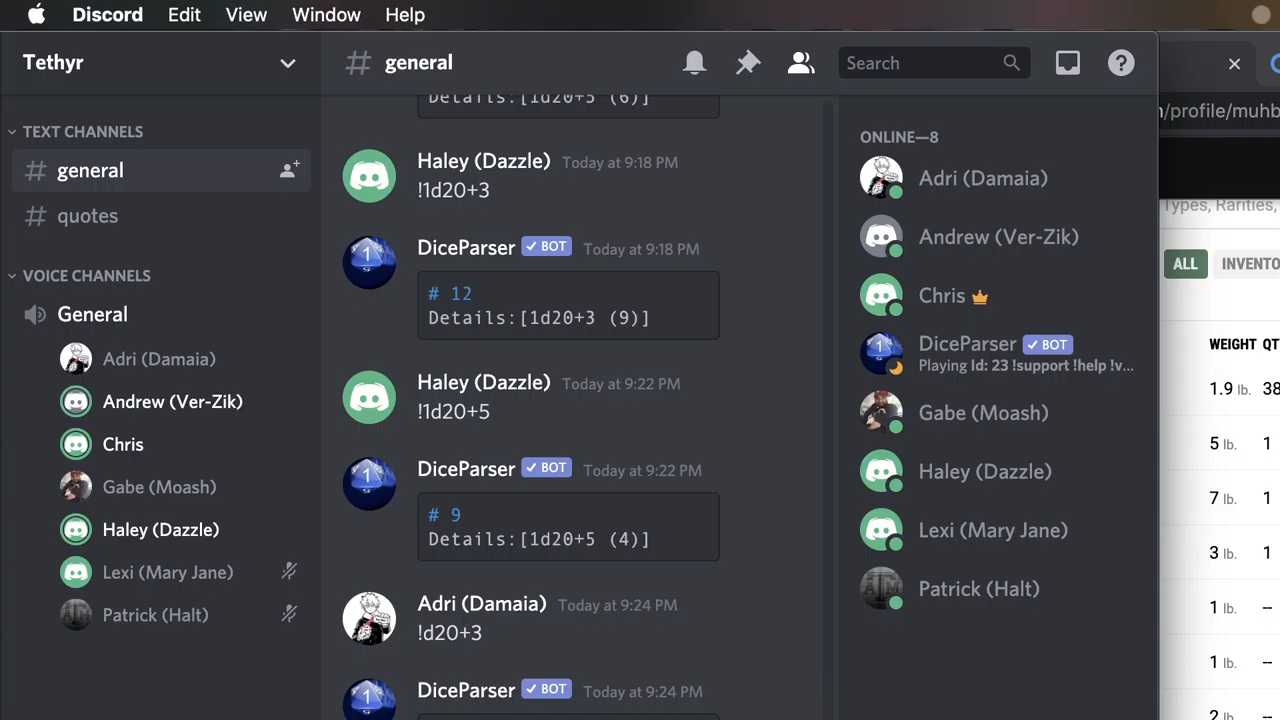 Discord Edit View Window Help
Tethyr
TEXT CHANNELS
general
quotes
VOICE CHANNELS
General
Adri (Damaia)
Andrew (Ver-Zik)
Chris
Gabe (Moash)
Haley (Dazzle)
Lexi (Mary Jane)
Patrick (Halt)
# general
Search
Details:[1d20+5 (6)]
Haley (Dazzle) Today at 9:18 PM
!1d20+3
DiceParser BOT Today at 9:18 PM
# 12
Details:[1d20+3 (9)]
Haley (Dazzle) Today at 9:22 PM
!1d20+5
DiceParser BOT Today at 9:22 PM
# 9
Details:[1d20+5 (4)]
Adri (Damaia) Today at 9:24 PM
!d20+3
DiceParser BOT Today at 9:24 PM
ONLINE—8
Adri (Damaia)
Andrew (Ver-Zik)
Chris
DiceParser BOT
Playing Id: 23 !support !help !v...
Gabe (Moash)
Haley (Dazzle)
Lexi (Mary Jane)
Patrick (Halt)
/profile/muhb
Types, Rarities,
ALL INVENTO
WEIGHT QT
1.9 lb. 38
5 lb. 1
7 lb. 1
3 lb. 1
1 lb. --
1 lb. --
2 lb. --